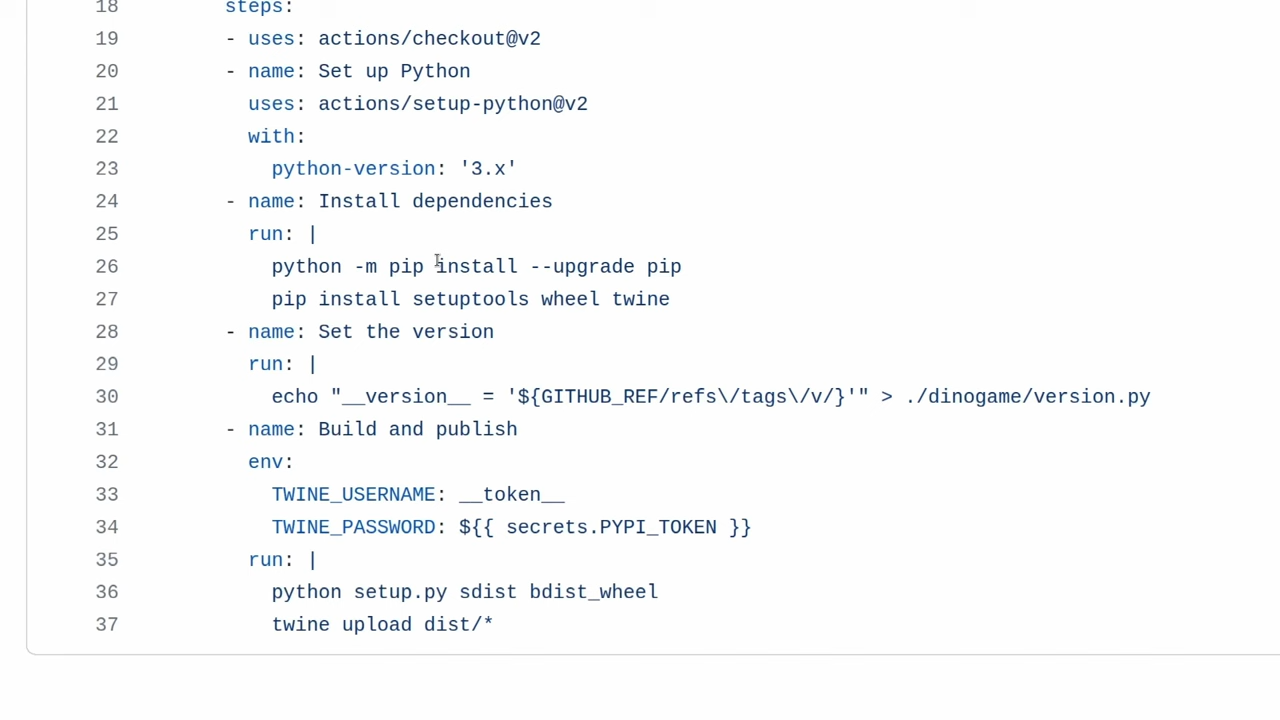 18 steps:
19 - uses: actions/checkout@v2
20 - name: Set up Python
21 uses: actions/setup-python@v2
22 with:
23 python-version: '3.x'
24 - name: Install dependencies
25 run: |
26 python -m pip install --upgrade pip
27 pip install setuptools wheel twine
28 - name: Set the version
29 run: |
30 echo "__version__ = '${GITHUB_REF/refs\/tags\/v/}'" > ./dinogame/version.py
31 - name: Build and publish
32 env:
33 TWINE_USERNAME: __token__
34 TWINE_PASSWORD: ${{ secrets.PYPI_TOKEN }}
35 run: |
36 python setup.py sdist bdist_wheel
37 twine upload dist/*